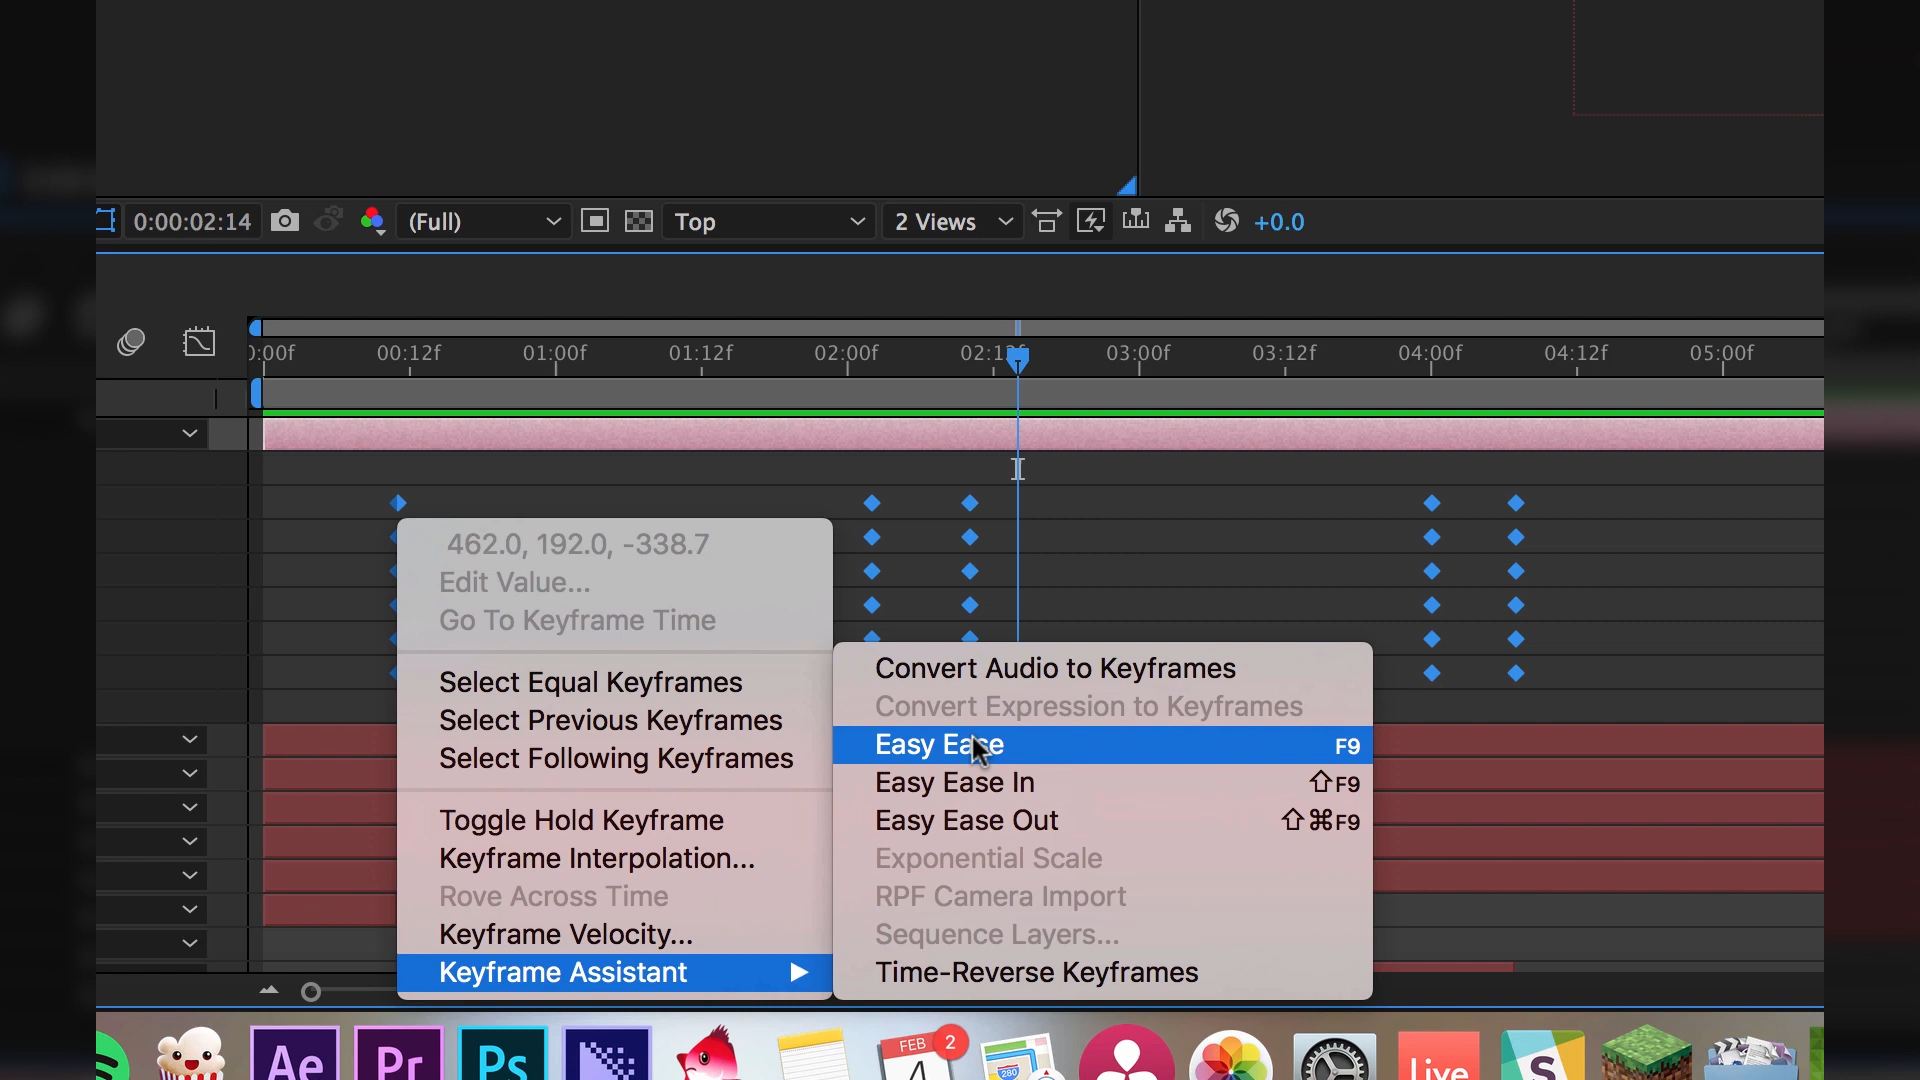 0:00:02:14 (Full) Top 2 Views +0.0
:00f 00:12f 01:00f 01:12f 02:00f 02:1 03:00f 03:12f 04:00f 04:12f 05:00f
462.0, 192.0, -338.7
Edit Value...
Go To Keyframe Time
Select Equal Keyframes
Select Previous Keyframes
Select Following Keyframes
Toggle Hold Keyframe
Keyframe Interpolation...
Rove Across Time
Keyframe Velocity...
Keyframe Assistant
Convert Audio to Keyframes
Convert Expression to Keyframes
Easy Ease F9
Easy Ease In ⇧F9
Easy Ease Out ⇧⌘F9
Exponential Scale
RPF Camera Import
Sequence Layers...
Time-Reverse Keyframes
Ae Pr Ps FEB 2 280 Live S